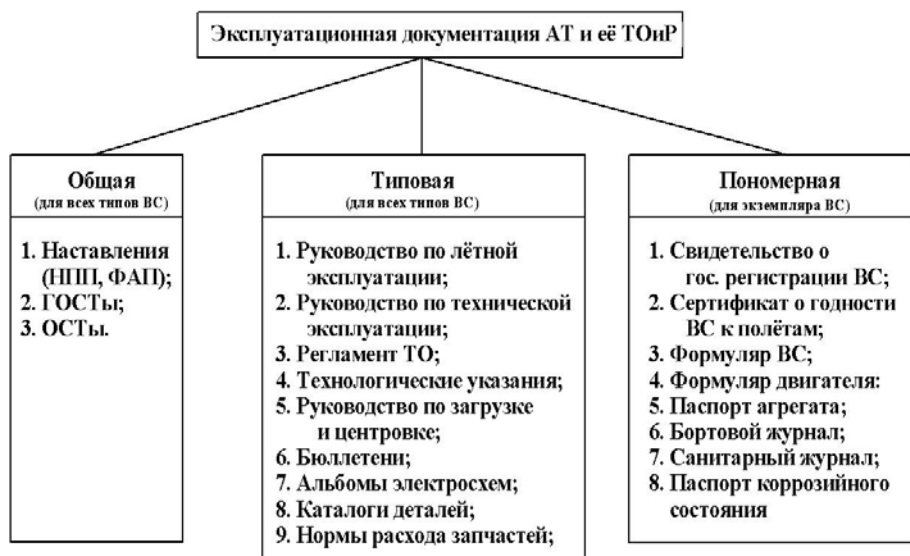 Эксплуатационная документация АТ и её ТОиР
Общая
(для всех типов ВС)
1. Наставления
(НПП, ФАП);
2. ГОСТы;
3. ОСТы.
Типовая
(для всех типов ВС)
1. Руководство по лётной
эксплуатации;
2. Руководство по технической
эксплуатации;
3. Регламент ТО;
4. Технологические указания;
5. Руководство по загрузке
и центровке;
6. Бюллетени;
7. Альбомы электросхем;
8. Каталоги деталей;
9. Нормы расхода запчастей;
Пономерная
(для экземпляра ВС)
1. Свидетельство о
гос. регистрации ВС;
2. Сертификат о годности
ВС к полётам;
3. Формуляр ВС;
4. Формуляр двигателя:
5. Паспорт агрегата;
6. Бортовой журнал;
7. Санитарный журнал;
8. Паспорт коррозийного
состояния